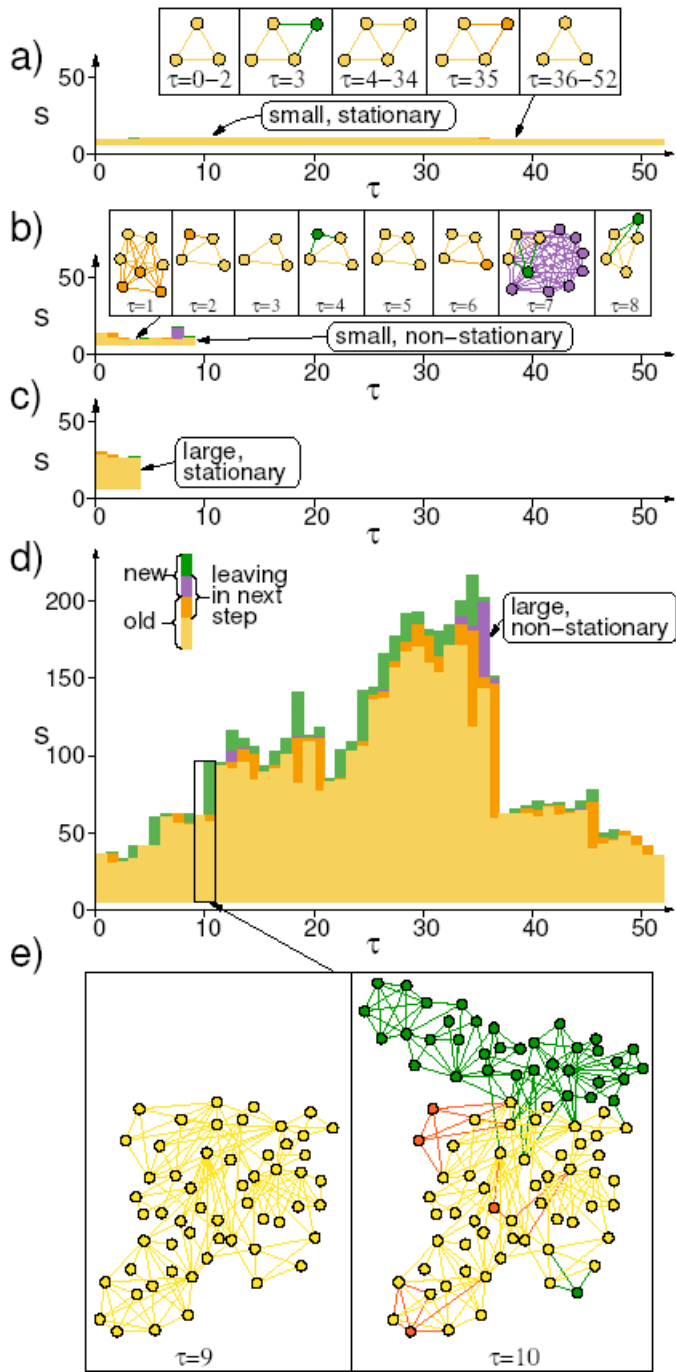 a)
τ=0−2 τ=3 τ=4−34 τ=35 τ=36−52
50
s
small, stationary
0
0 10 20 30 40 50
τ
b)
τ=1 τ=2 τ=3 τ=4 τ=5 τ=6 τ=7 τ=8
50
s
small, non−stationary
0
0 10 20 30 40 50
τ
c)
50
s
large,
stationary
0
0 10 20 30 40 50
τ
d)
new leaving
in next
old step
large,
non−stationary
200
150
s
100
50
0
0 10 20 30 40 50
τ
e)
τ=9 τ=10